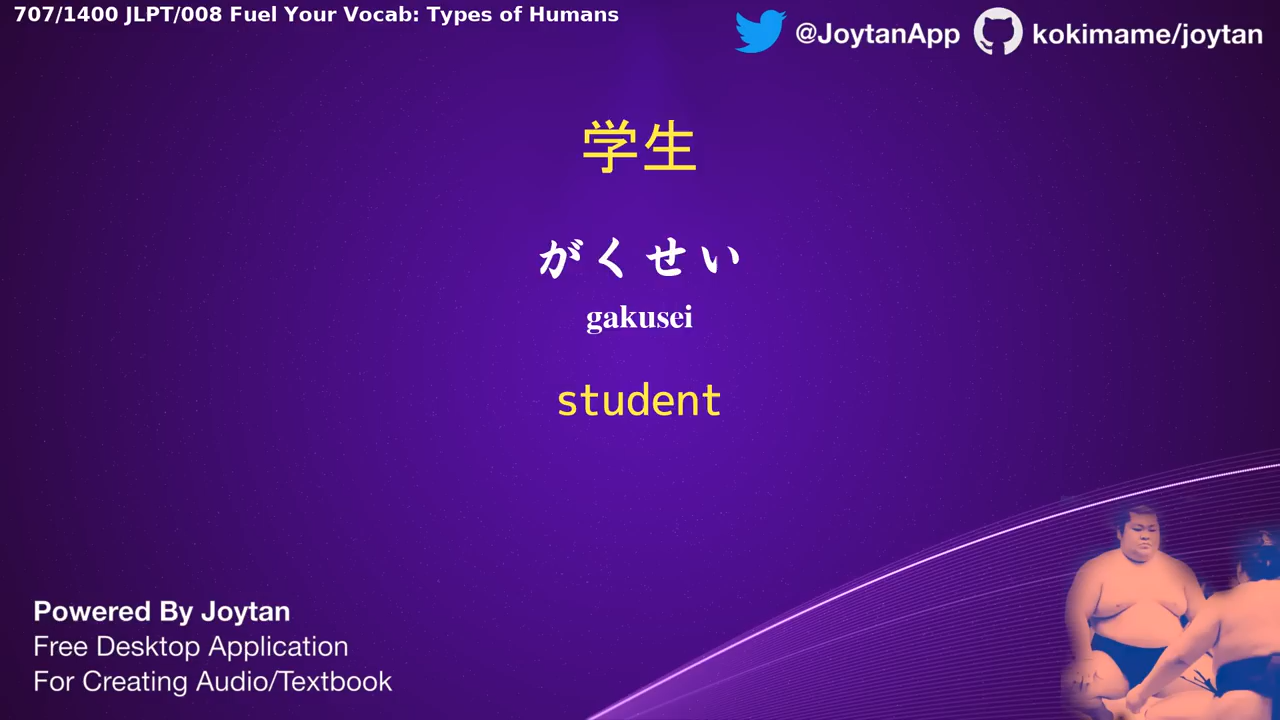 707/1400 JLPT/008 Fuel Your Vocab: Types of Humans
@JoytanApp kokimame/joytan
学生
がくせい
gakusei
student
Powered By Joytan
Free Desktop Application
For Creating Audio/Textbook